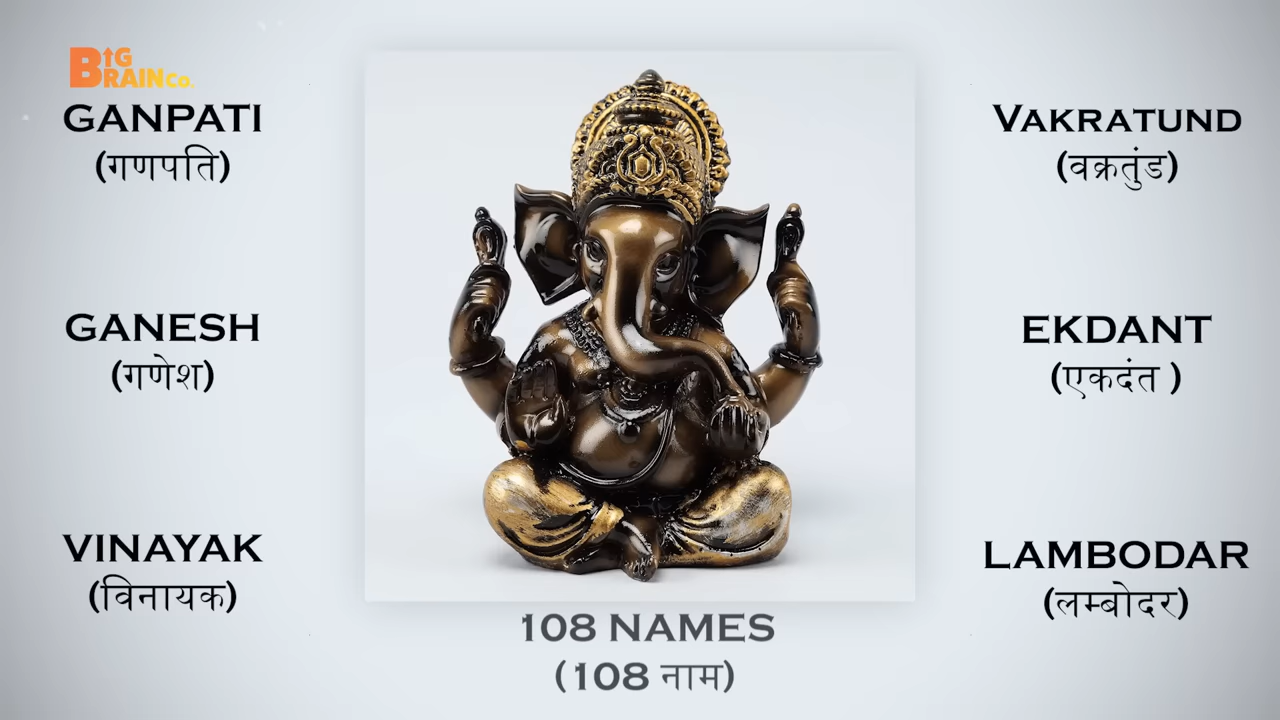 BIG
BRAIN CO.
GANPATI
(गणपति)
GANESH
(गणेश)
VINAYAK
(विनायक)
VAKRATUND
(वक्रतुंड)
EKDANT
(एकदंत )
LAMBODAR
(लम्बोदर)
108 NAMES
(108 नाम)